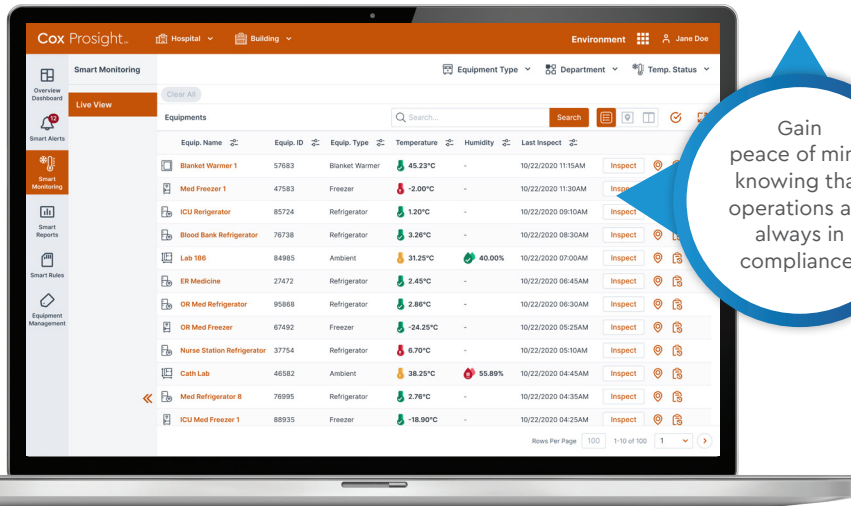 Cox Prosight™ Hospital Building Environment Jane Doe
Smart Monitoring Equipment Type Department Temp. Status
Overview Dashboard
12
Smart Alerts
Smart Monitoring
Smart Reports
Smart Rules
Equipment Management
Live View
Clear All
Equipments Search... Search
Equip. Name Equip. ID Equip. Type Temperature Humidity Last Inspect
Blanket Warmer 1 57683 Blanket Warmer 45.23°C - 10/22/2020 11:15AM Inspect
Med Freezer 1 47583 Freezer -2.00°C - 10/22/2020 11:30AM
ICU Rerigerator 85724 Refrigerator 1.20°C - 10/22/2020 09:10AM
Blood Bank Refrigerator 76738 Refrigerator 3.26°C - 10/22/2020 08:30AM Inspect
Lab 186 84985 Ambient 31.25°C 40.00% 10/22/2020 07:00AM Inspect
ER Medicine 27472 Refrigerator 2.45°C - 10/22/2020 06:45AM Inspect
OR Med Refrigerator 95868 Refrigerator 2.86°C - 10/22/2020 06:30AM Inspect
OR Med Freezer 67492 Freezer -24.25°C - 10/22/2020 05:25AM Inspect
Nurse Station Refrigerator 37754 Refrigerator 6.70°C - 10/22/2020 05:10AM Inspect
Cath Lab 46582 Ambient 38.25°C 55.89% 10/22/2020 04:45AM Inspect
Med Refrigerator 8 76995 Refrigerator 2.76°C - 10/22/2020 04:35AM Inspect
ICU Med Freezer 1 88935 Freezer -18.90°C - 10/22/2020 04:25AM Inspect
Rows Per Page 100 1-10 of 100 1
Gain
peace of
knowing
operations
always in
compliance